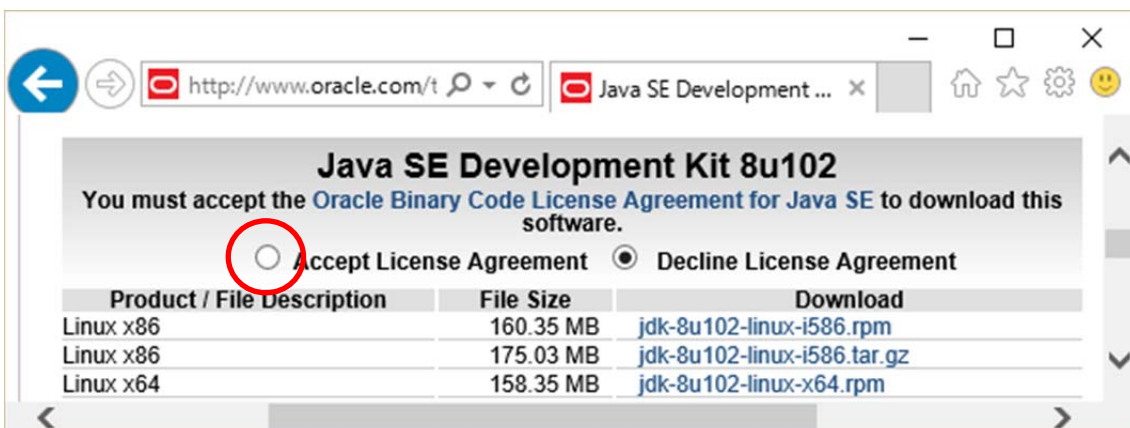 http://www.oracle.com/t
Java SE Development ...
Java SE Development Kit 8u102
You must accept the Oracle Binary Code License Agreement for Java SE to download this
software.
Accept License Agreement Decline License Agreement
Product / File Description File Size Download
Linux x86 160.35 MB jdk-8u102-linux-i586.rpm
Linux x86 175.03 MB jdk-8u102-linux-i586.tar.gz
Linux x64 158.35 MB jdk-8u102-linux-x64.rpm